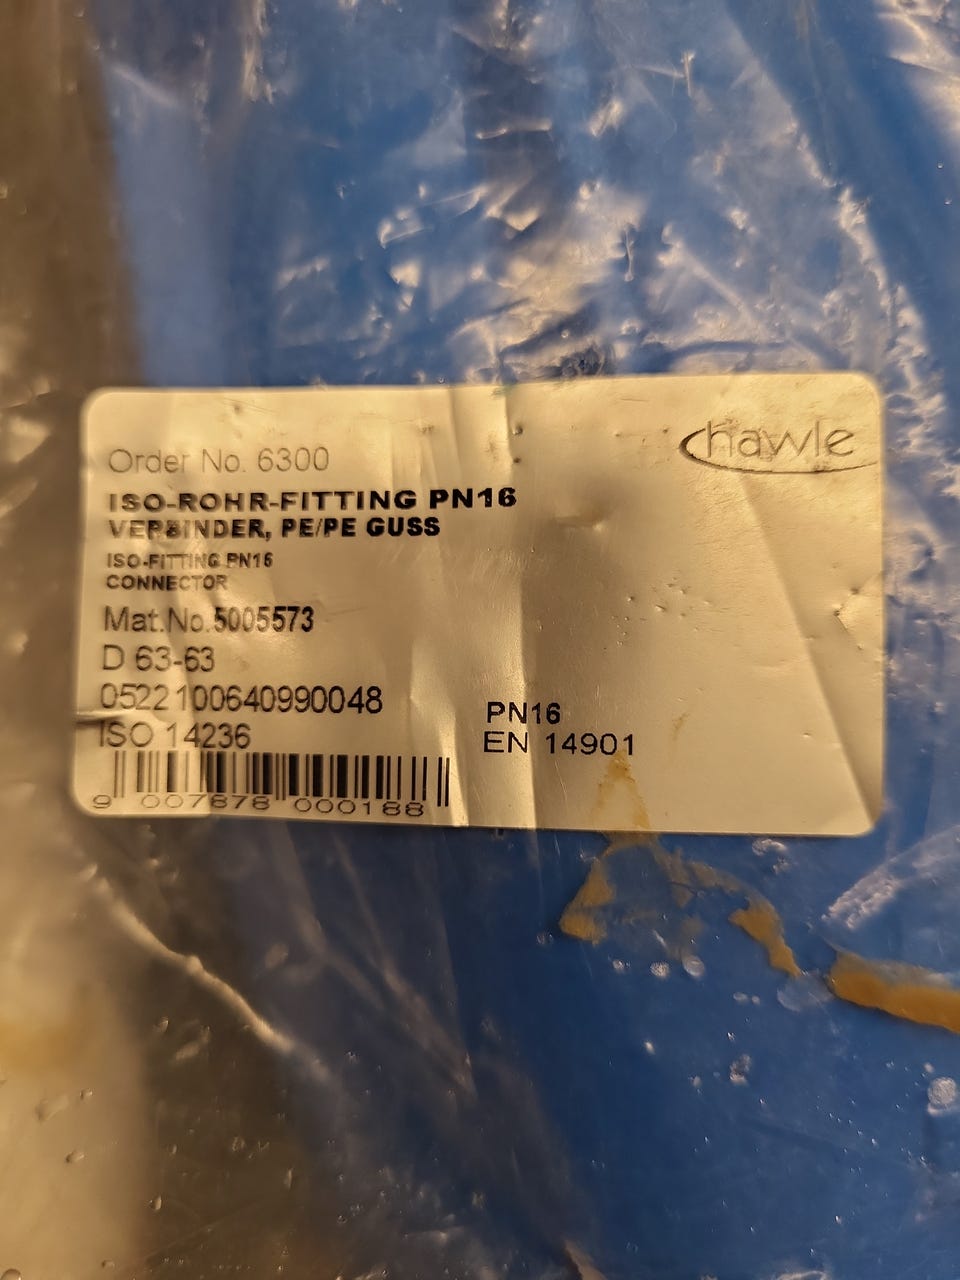 hawle
Order No. 6300
ISO-ROHR-FITTING PN16
VERBINDER, PE/PE GUSS
ISO-FITTING PN16
CONNECTOR
Mat.No.5005573
D 63-63
0522100640990048
ISO 14236
PN16
EN 14901
9 007878 000188